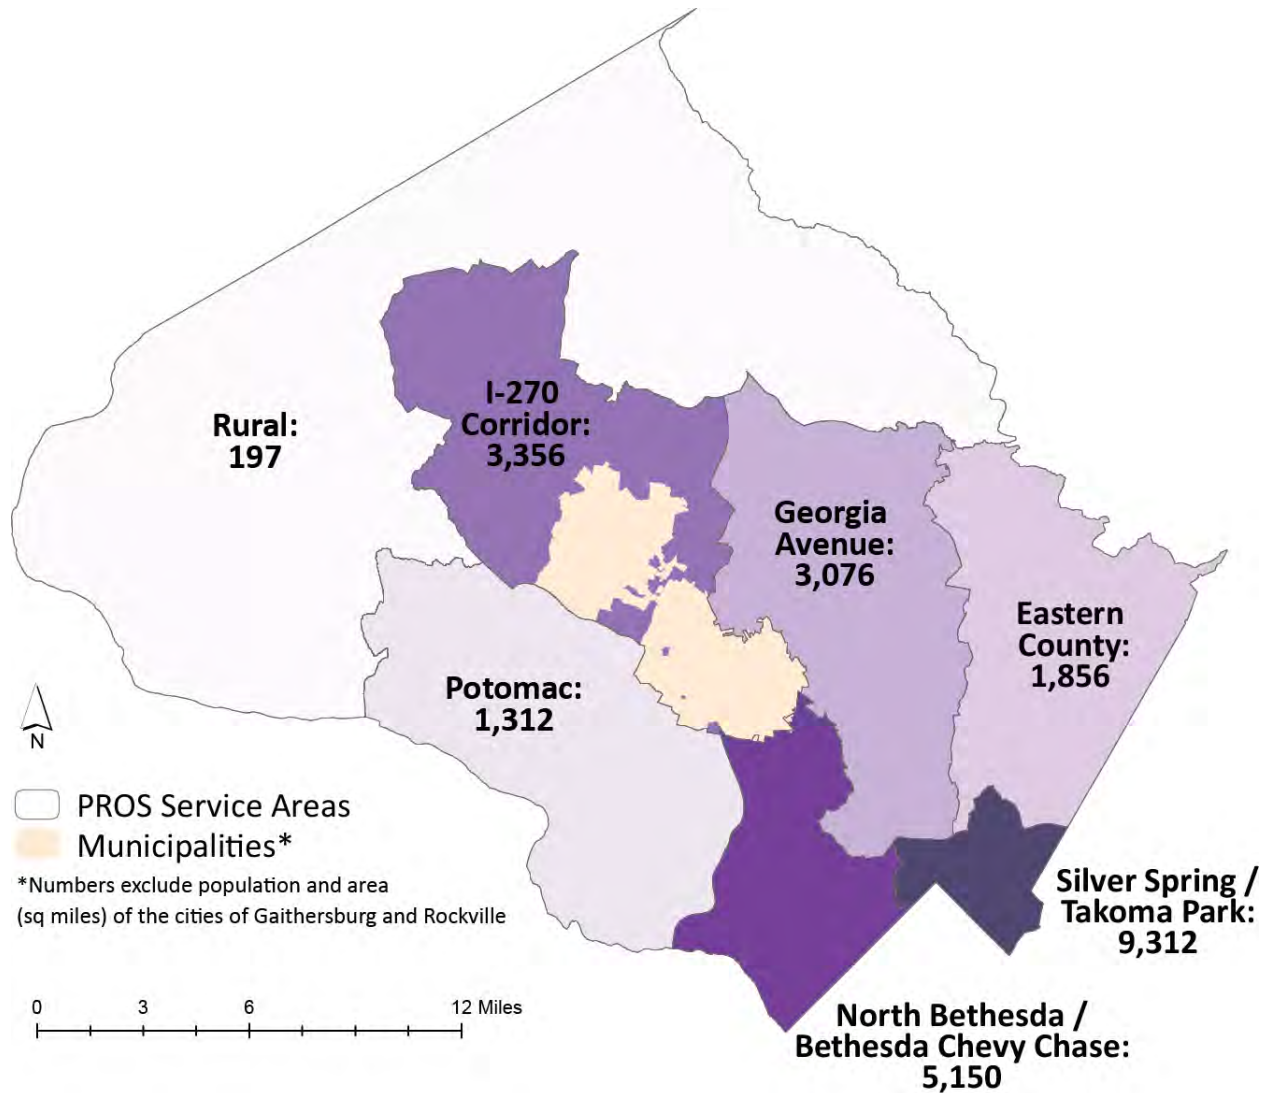 I-270
Corridor:
3,356
Rural:
197
Georgia
Avenue:
3,076
Eastern
County:
1,856
Potomac:
1,312
N
PROS Service Areas
Municipalities*
*Numbers exclude population and area
(sq miles) of the cities of Gaithersburg and Rockville
Silver Spring /
Takoma Park:
9,312
0 3 6 12 Miles
North Bethesda /
Bethesda Chevy Chase:
5,150